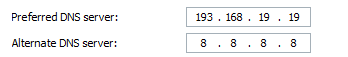 Preferred DNS server: 193 . 168 . 19 . 19
Alternate DNS server: 8 . 8 . 8 . 8